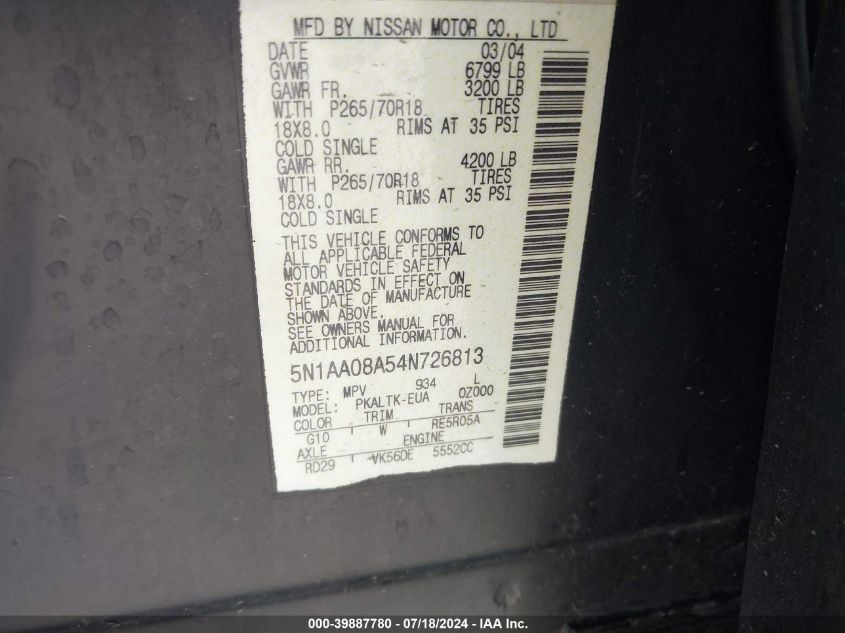 MFD BY NISSAN MOTOR CO., LTD
DATE 03/04
GVWR 6799 LB
GAWR FR. 3200 LB
WITH P265/70R18 TIRES
18X8.0 RIMS AT 35 PSI
COLD SINGLE
GAWR RR. 4200 LB
WITH P265/70R18 TIRES
18X8.0 RIMS AT 35 PSI
COLD SINGLE
THIS VEHICLE CONFORMS TO
ALL APPLICABLE FEDERAL
MOTOR VEHICLE SAFETY
STANDARDS IN EFFECT ON
THE DATE OF MANUFACTURE
SHOWN ABOVE.
SEE OWNERS MANUAL FOR
ADDITIONAL INFORMATION.
5N1AA08A54N726813
TYPE: MPV 934 L
MODEL: PKALTK-EUA 0Z000
COLOR TRIM TRANS
G10 W RE5R05A
AXLE ENGINE
RD29 VK56DE 5552CC
000-39887780 - 07/18/2024 - IAA Inc.